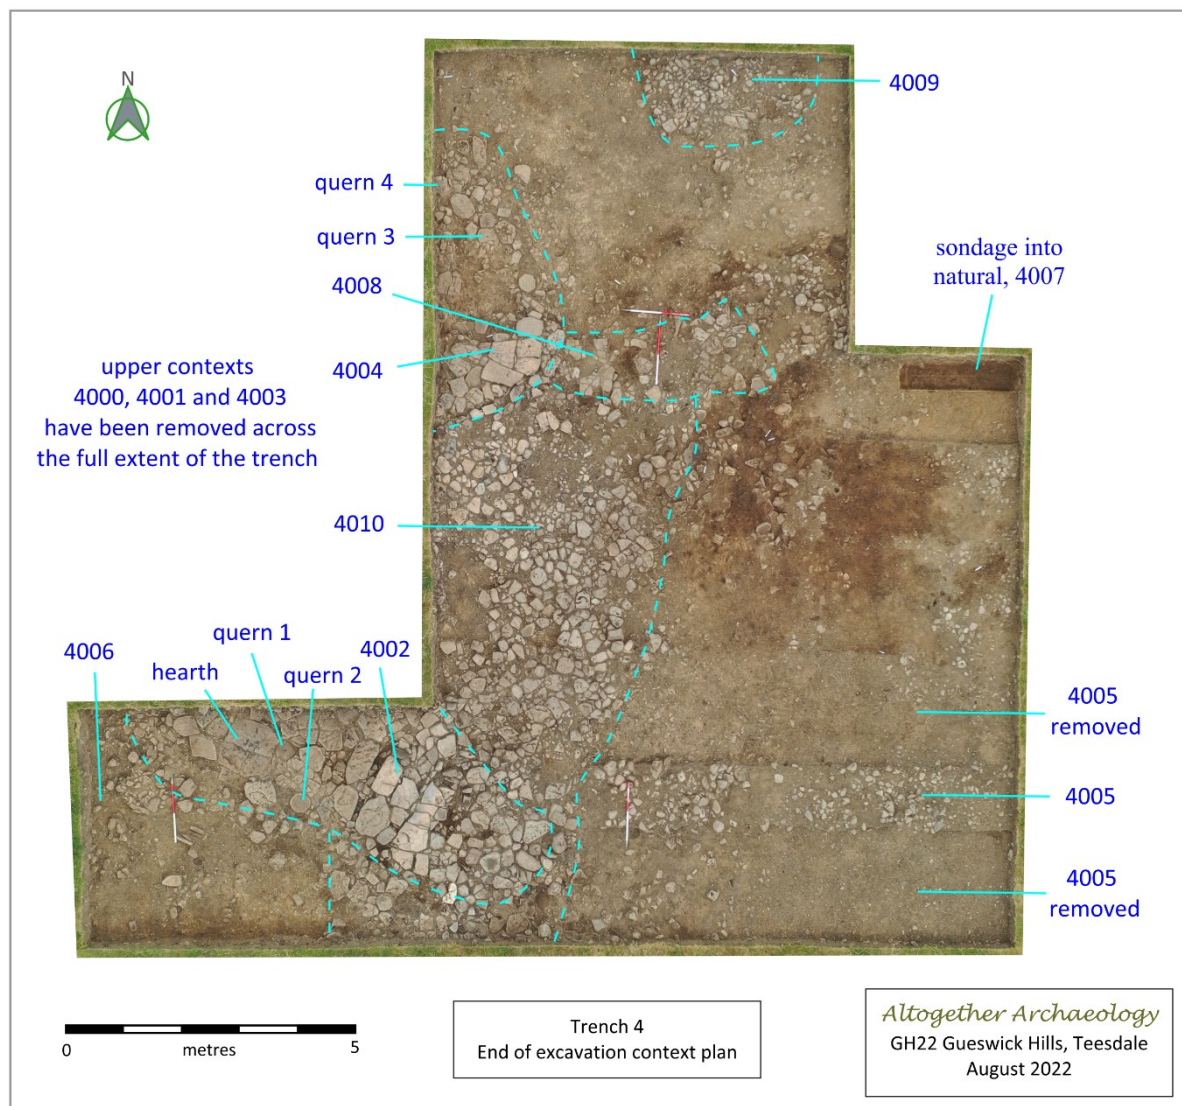 N
4009
quern 4
quern 3
4008
4004
sondage into
natural, 4007
upper contexts
4000, 4001 and 4003
have been removed across
the full extent of the trench
4010
4006
quern 1
hearth
quern 2
4002
4005
removed
4005
4005
removed
0
metres
5
Trench 4
End of excavation context plan
Altogether Archaeology
GH22 Gueswick Hills, Teesdale
August 2022